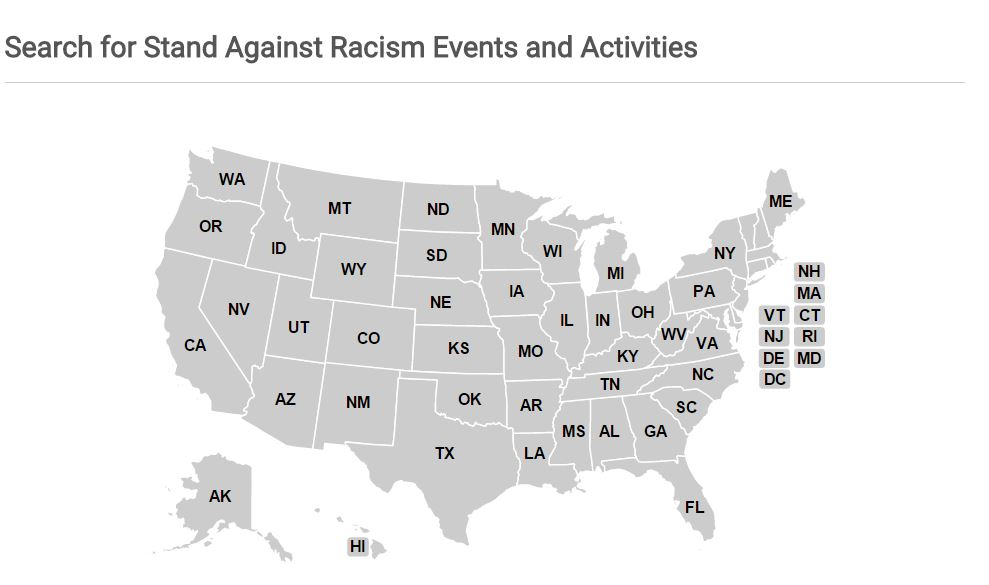 Search for Stand Against Racism Events and Activities
WA
ME
MT
ND
OR
MN
ID
SD
WI
NY
WY
MI
NH
NE
IA
PA
MA
NV
OH
VT CT
UT
IL
IN
CO
WV
VA
NJ RI
CA
KS
MO
KY
DE MD
NC
TN
DC
AZ
NM
OK
AR
SC
MS
AL
GA
TX
LA
AK
FL
HI